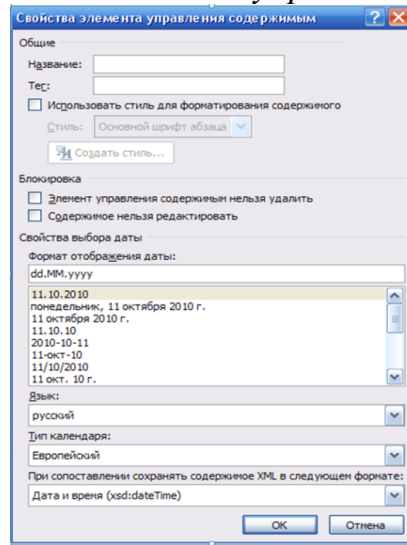 Свойства элемента управления содержимым
Общие
Название:
Тег:
Использовать стиль для форматирования содержимого
Стиль: Основной шрифт абзаца
Создать стиль...
Блокировка
Элемент управления содержимым нельзя удалить
Содержимое нельзя редактировать
Свойства выбора даты
Формат отображения даты:
dd.MM.yyyy
11.10.2010
понедельник, 11 октября 2010 г.
11 октября 2010 г.
11.10.10
2010-10-11
11-окт-10
11/10/2010
11 окт. 10 г.
Язык:
русский
Тип календаря:
Европейский
При сопоставлении сохранять содержимое XML в следующем формате:
Дата и время (xsd:dateTime)
ОК Отмена